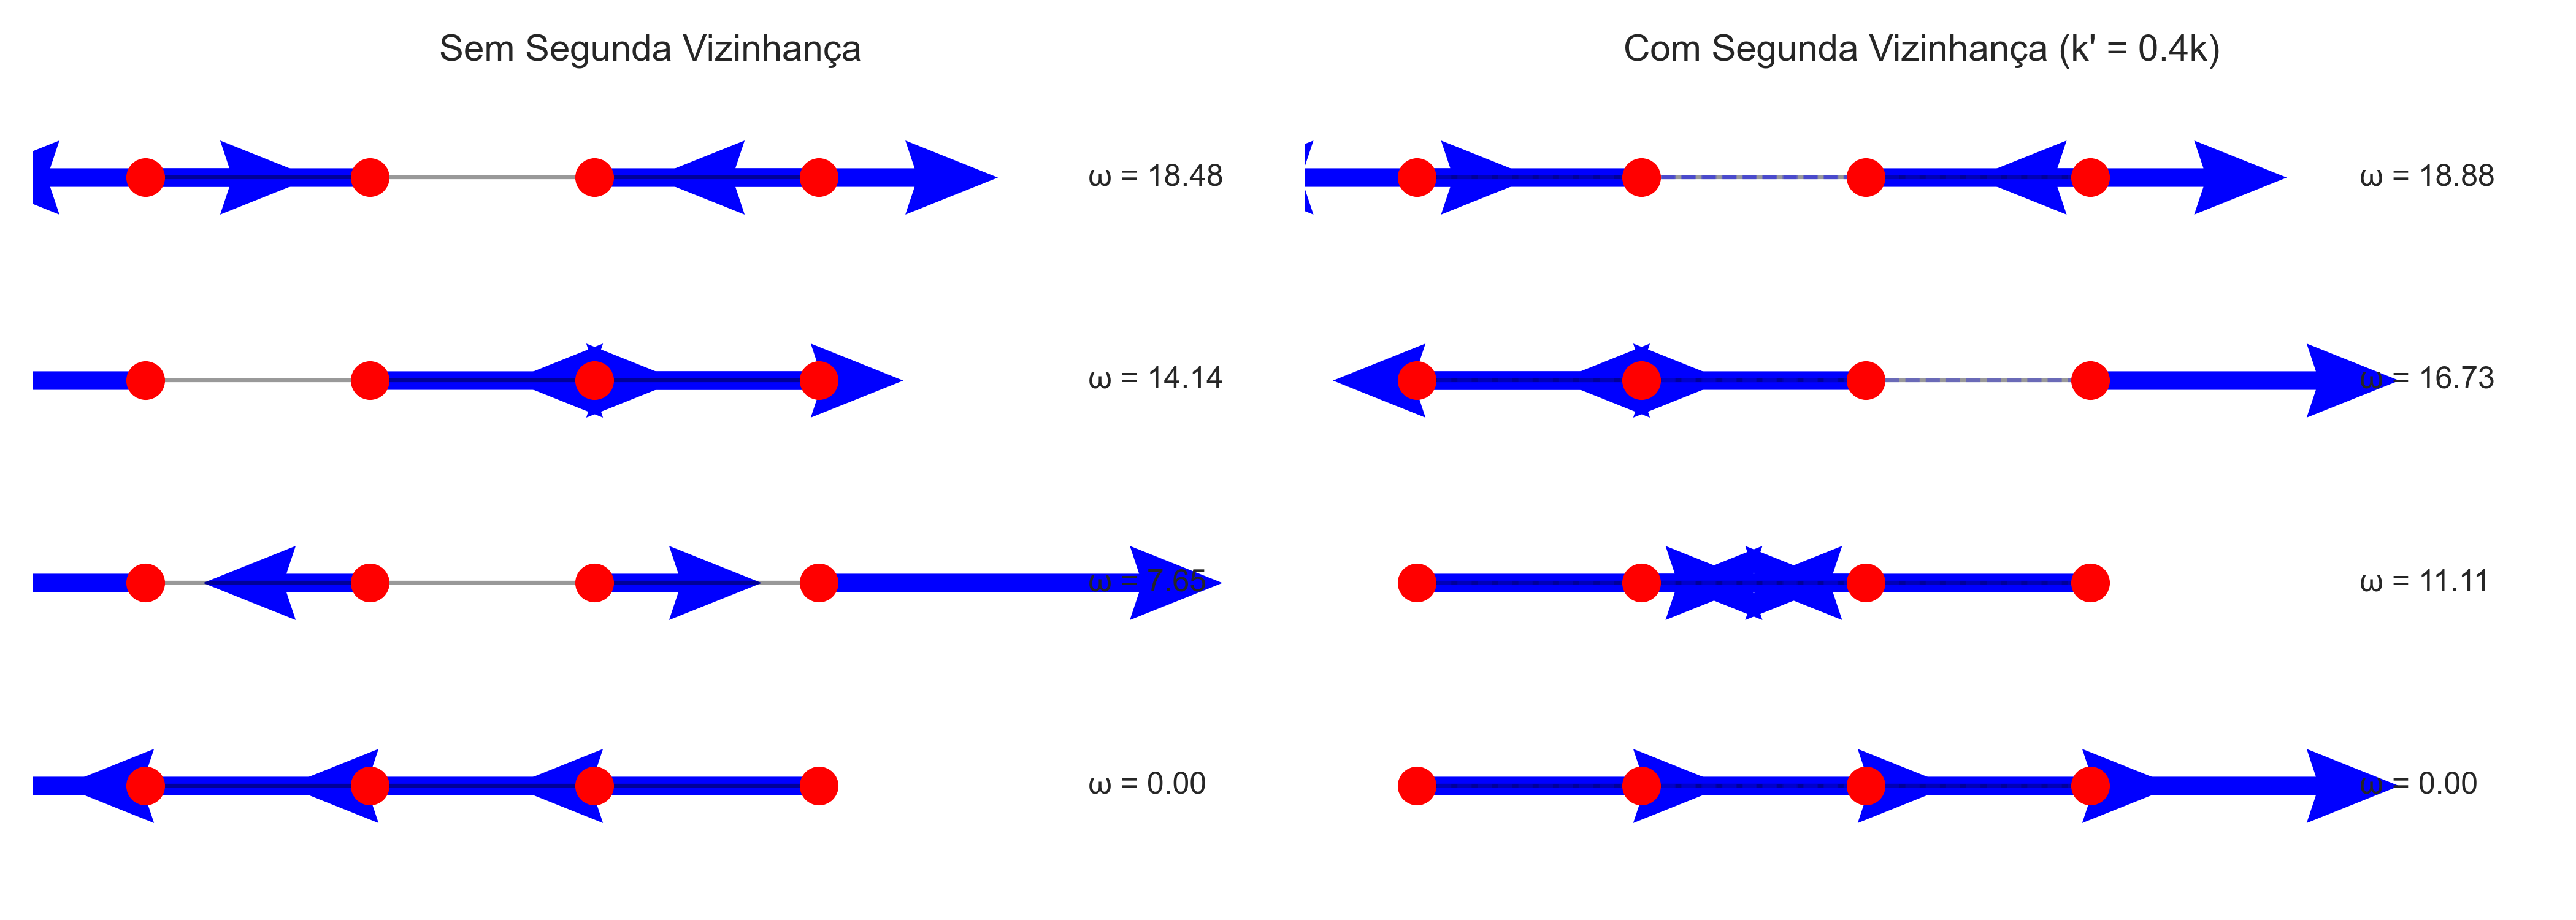 Sem Segunda Vizinhança
ω = 18.48
ω = 14.14
ω = 7.65
ω = 0.00
Com Segunda Vizinhança (k' = 0.4k)
ω = 18.88
ω = 16.73
ω = 11.11
ω = 0.00